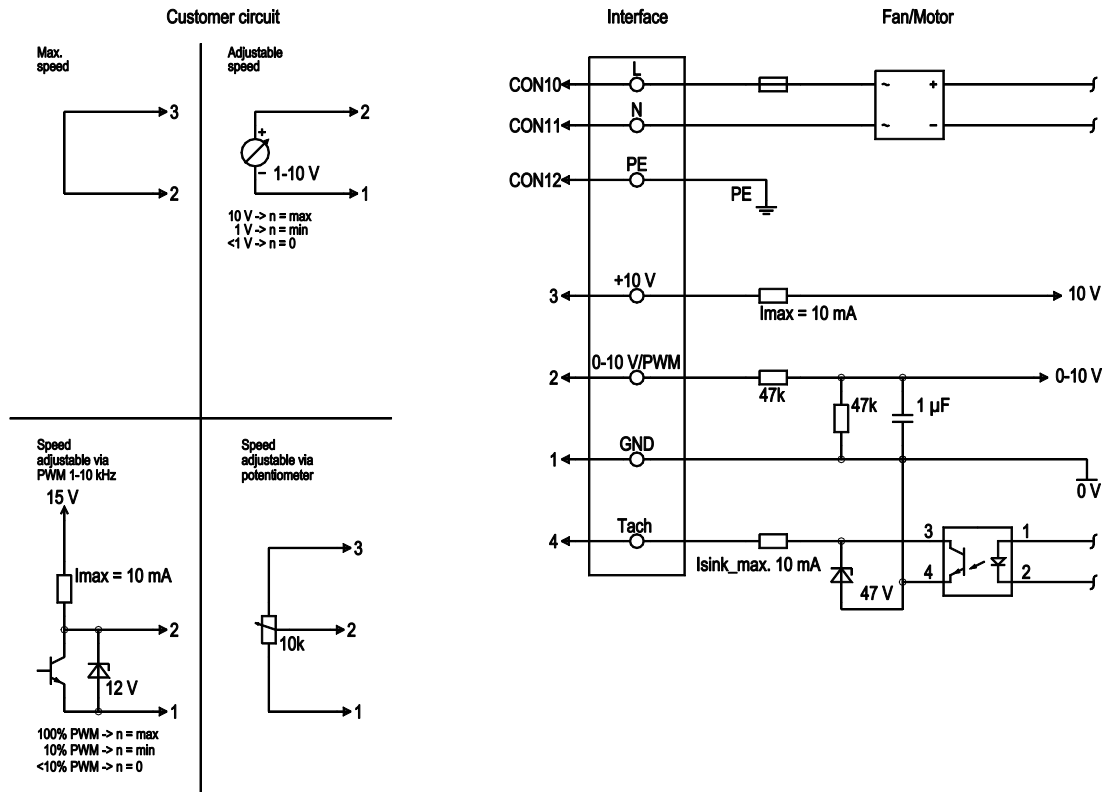 Customer circuit
Interface
Fan/Motor
Max.
speed
3
2
Adjustable
speed
2
+
–
1-10 V
1
10 V -> n = max
1 V -> n = min
<1 V -> n = 0
Speed
adjustable via
PWM 1-10 kHz
15 V
Imax = 10 mA
2
12 V
1
100% PWM -> n = max
10% PWM -> n = min
<10% PWM -> n = 0
Speed
adjustable via
potentiometer
3
2
10k
1
L
CON10
~ +
N
CON11
~ –
PE
CON12
PE
+10 V
3
10 V
Imax = 10 mA
0-10 V/PWM
2
0-10 V
47k
47k
1 µF
GND
1
0 V
Tach
4
3
1
Isink_max. 10 mA
4
2
47 V